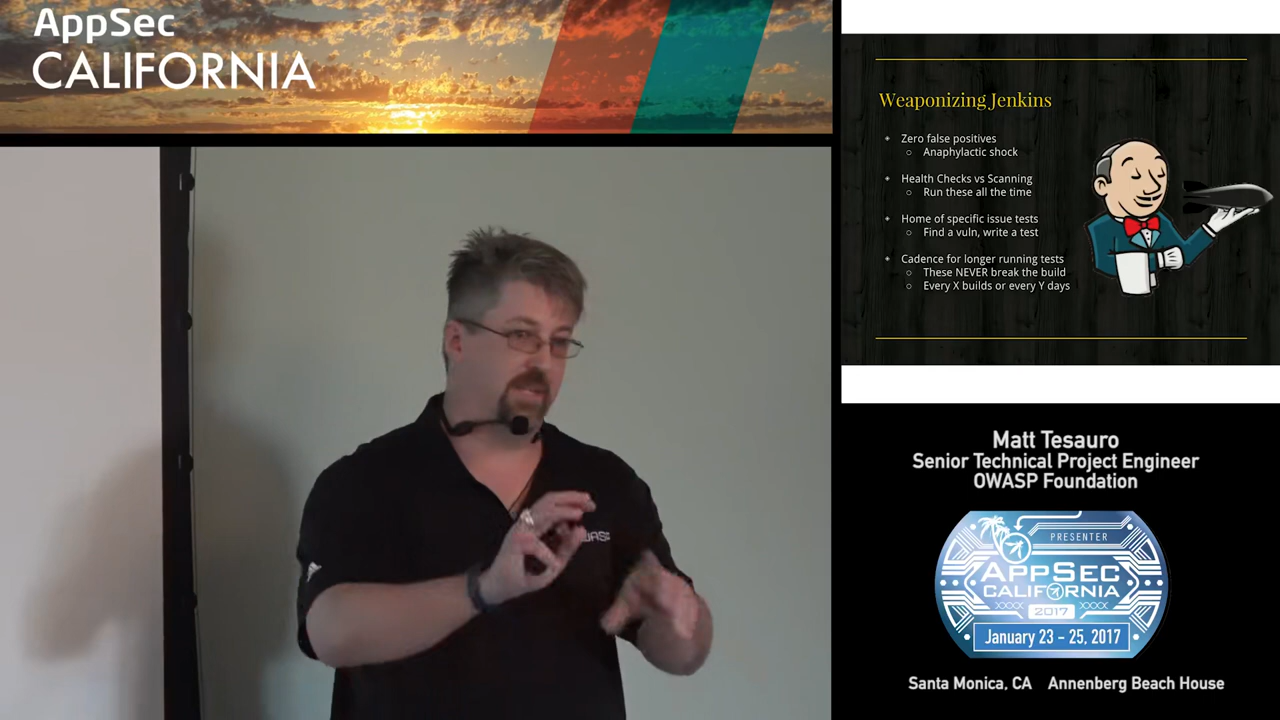 AppSec
CALIFORNIA
Weaponizing Jenkins
Zero false positives
Anaphylactic shock
Health Checks vs Scanning
Run these all the time
Home of specific issue tests
Find a vuln, write a test
Cadence for longer running tests
These NEVER break the build
Every X builds or every Y days
Matt Tesauro
Senior Technical Project Engineer
OWASP Foundation
PRESENTER
APPSEC
CALIFORNIA
XXXX 2017 XXXX
January 23 - 25, 2017
Santa Monica, CA Annenberg Beach House